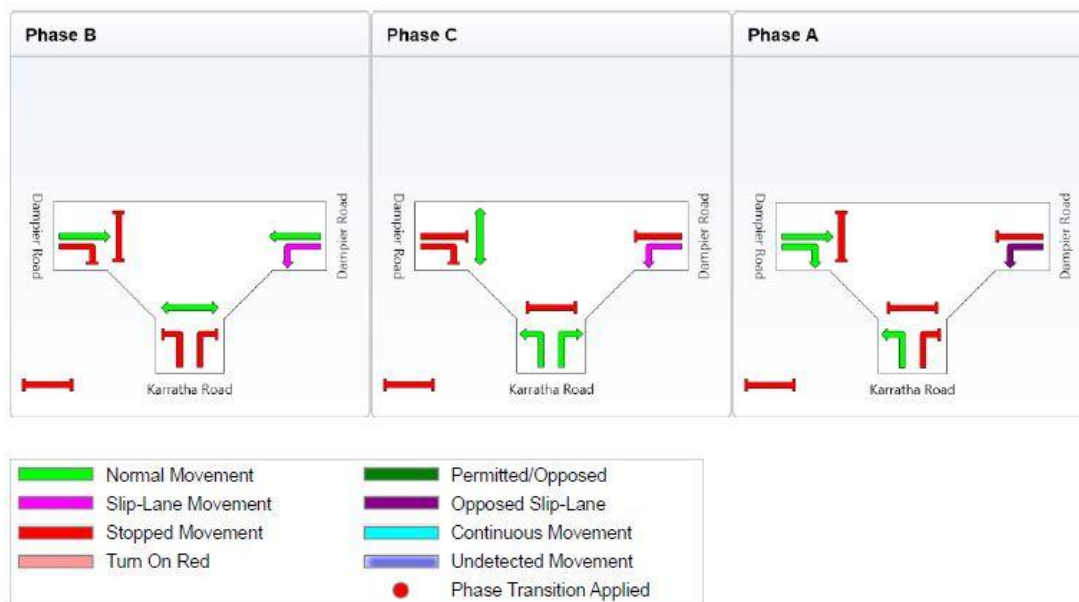 Phase B
Phase C
Phase A
Dampier Road
Dampier Road
Karratha Road
Dampier Road
Dampier Road
Karratha Road
Dampier Road
Dampier Road
Karratha Road
Normal Movement
Permitted/Opposed
Slip-Lane Movement
Opposed Slip-Lane
Stopped Movement
Continuous Movement
Turn On Red
Undetected Movement
Phase Transition Applied